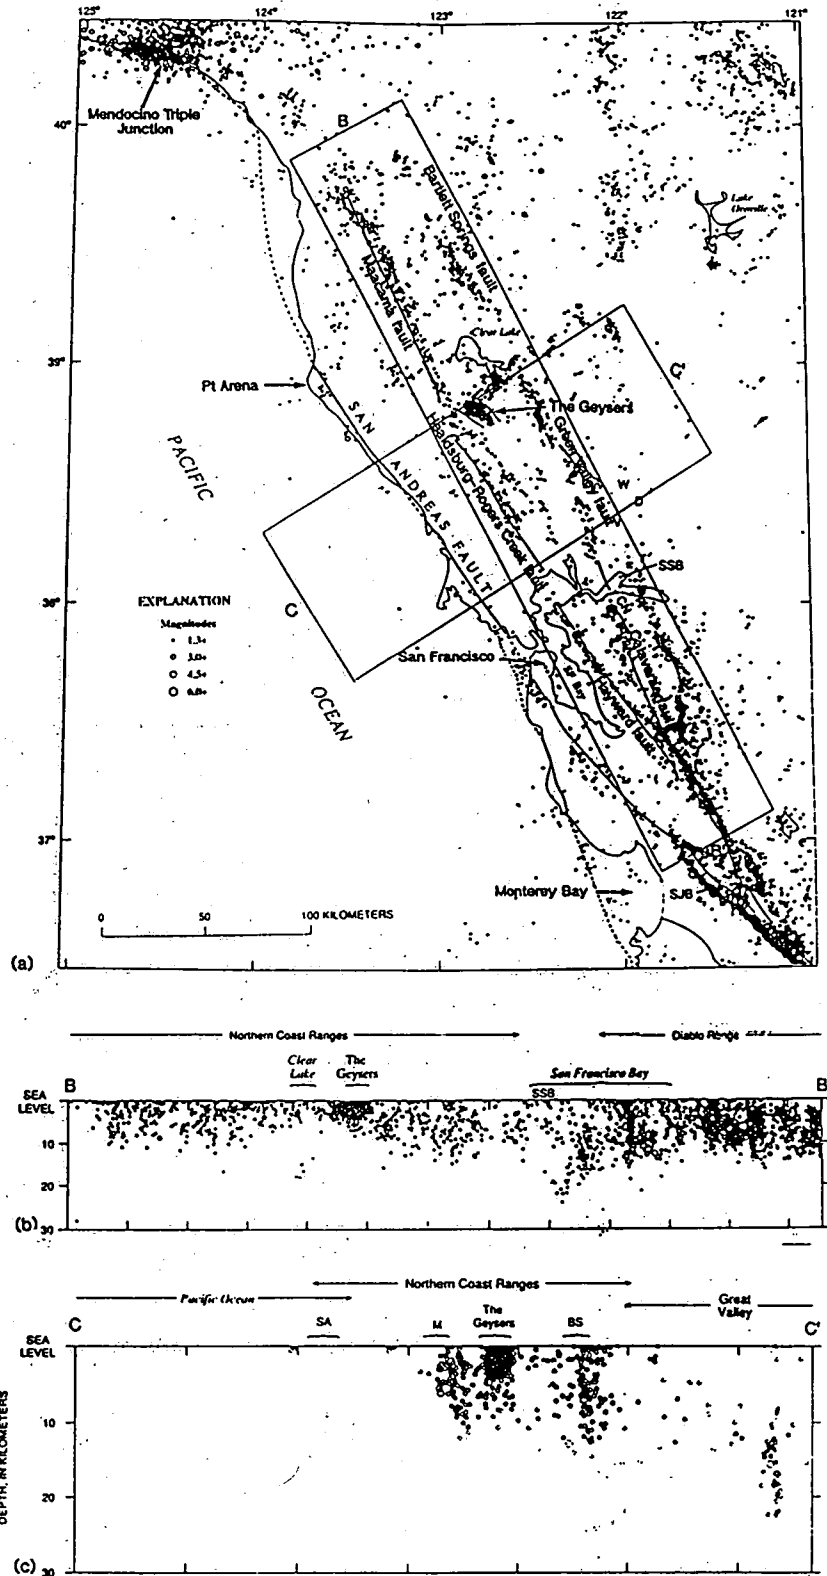 125° 124° 123° 122° 121°
Mendocino Triple
Junction
40°
B
Bartlett Springs fault
Lake
Oroville
Maacama fault
Clear Lake
39°
C'
Pt Arena
The Geysers
SAN ANDREAS FAULT
Healdsburg-Rogers Creek fault
Green Valley fault
PACIFIC
W
D
SSB
38°
C
EXPLANATION
Magnitudes
1.3+
3.0+
4.5+
6.0+
San Francisco
SF Bay
Hayward fault
Calaveras fault
OCEAN
37°
B'
Monterey Bay
SJB
0 50 100 KILOMETERS
(a)
Northern Coast Ranges Diablo Range
Clear
Lake
The
Geysers
San Francisco Bay
B B
SSB
SEA
LEVEL
10
20
(b) 30
Northern Coast Ranges
Pacific Ocean
Great
Valley
C SA M The
Geysers
BS C'
SEA
LEVEL
10
20
DEPTH, IN KILOMETERS
(c) 30